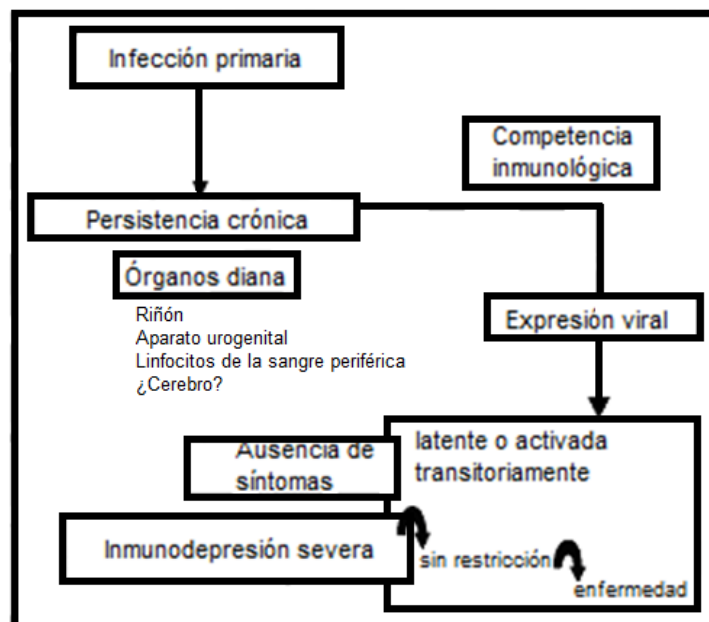 Infección primaria
Competencia
inmunológica
Persistencia crónica
Órganos diana
Riñón
Aparato urogenital
Linfocitos de la sangre periférica
¿Cerebro?
Expresión viral
Ausencia de
síntomas
latente o activada
transitoriamente
Inmunodepresión severa
sin restricción
enfermedad